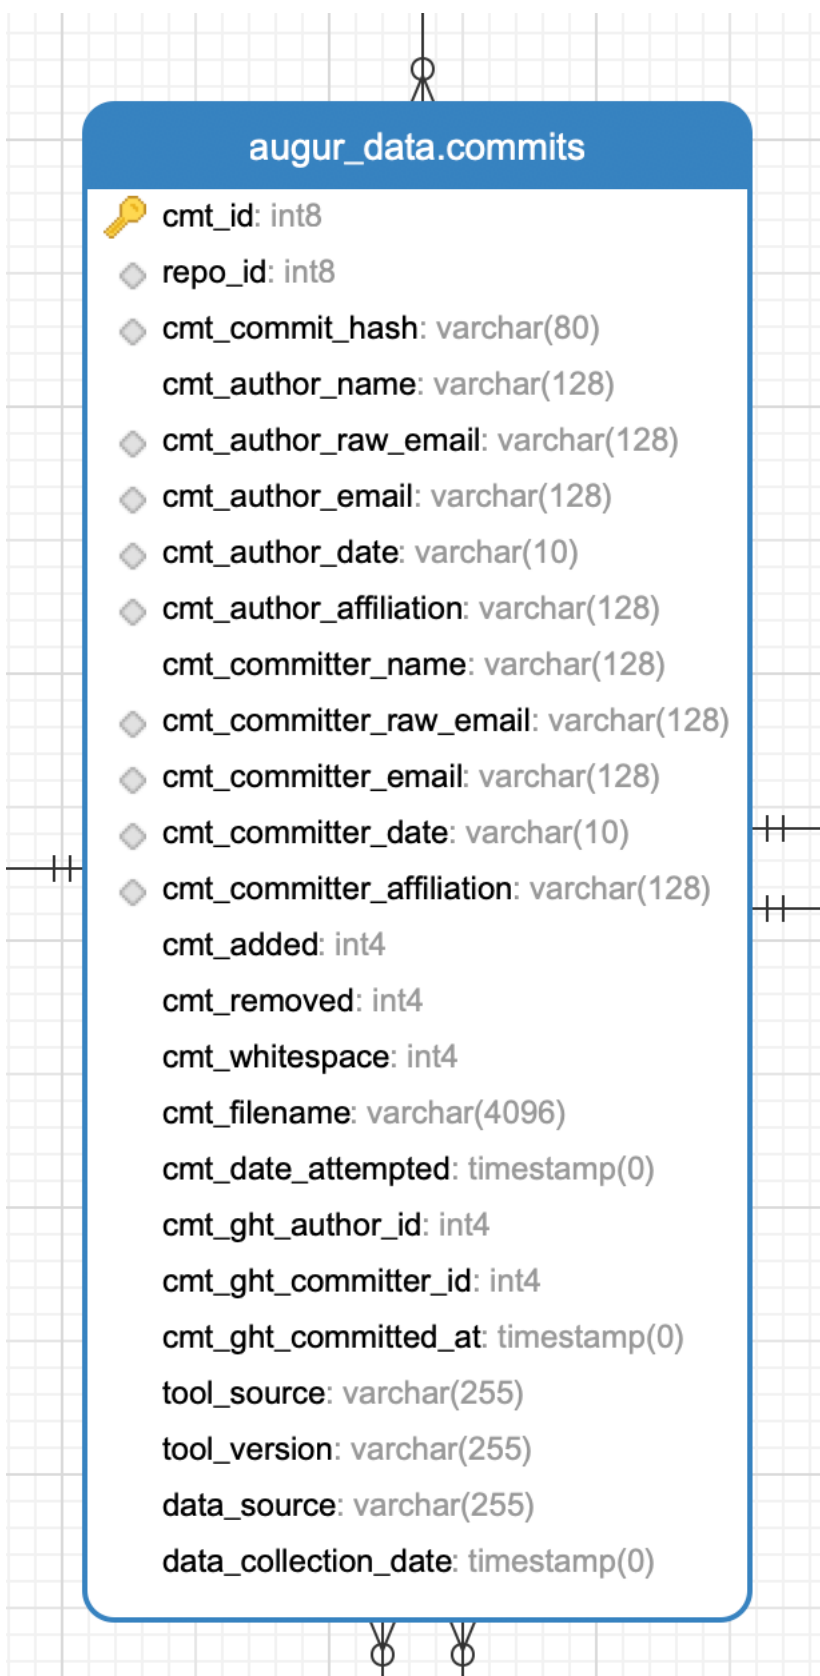 augur_data.commits
cmt_id: int8
repo_id: int8
cmt_commit_hash: varchar(80)
cmt_author_name: varchar(128)
cmt_author_raw_email: varchar(128)
cmt_author_email: varchar(128)
cmt_author_date: varchar(10)
cmt_author_affiliation: varchar(128)
cmt_committer_name: varchar(128)
cmt_committer_raw_email: varchar(128)
cmt_committer_email: varchar(128)
cmt_committer_date: varchar(10)
cmt_committer_affiliation: varchar(128)
cmt_added: int4
cmt_removed: int4
cmt_whitespace: int4
cmt_filename: varchar(4096)
cmt_date_attempted: timestamp(0)
cmt_ght_author_id: int4
cmt_ght_committer_id: int4
cmt_ght_committed_at: timestamp(0)
tool_source: varchar(255)
tool_version: varchar(255)
data_source: varchar(255)
data_collection_date: timestamp(0)